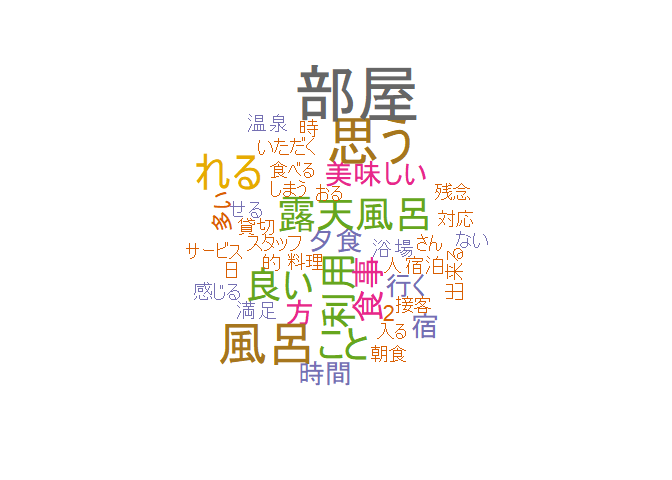 部屋
温泉
時
思う
いただく
れる
食べる
美味しい
しまう
おる
残念
多い
せる
露天風呂
対応
貸切
夕食
さん
ない
サービス
スタッフ
浴場
日
的
料理
利用
食事
人
宿泊
出来る
感じる
良い
行く
満足
方
2
接客
宿
風呂
こと
入る
朝食
時間